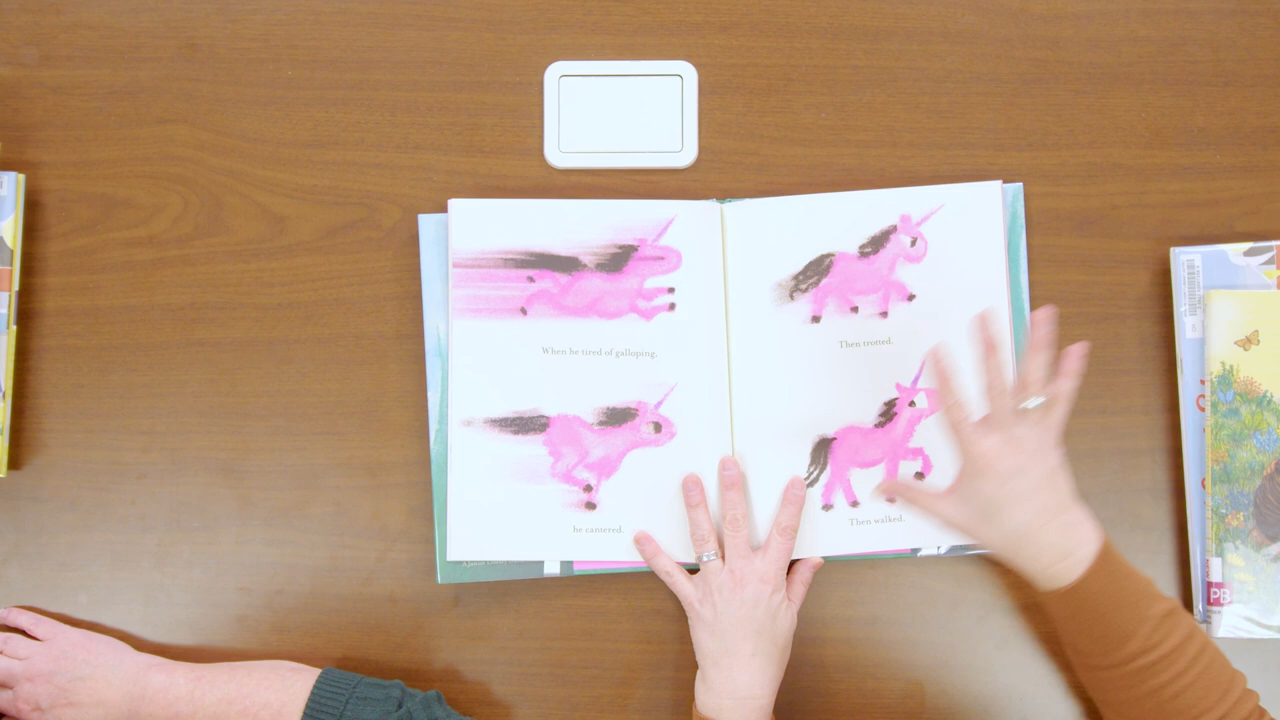 When he tired of galloping,
he cantered.
Then trotted.
Then walked.
PB